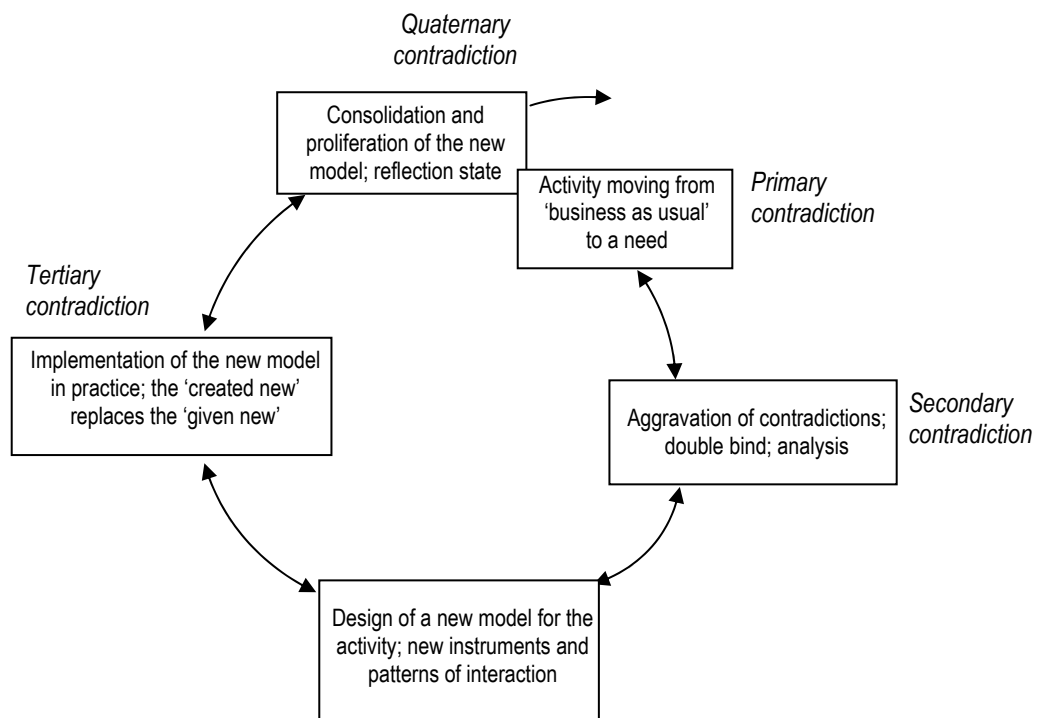 Quaternary
contradiction
Consolidation and
proliferation of the new
model; reflection state
Activity moving from
‘business as usual’
to a need
Primary
contradiction
Tertiary
contradiction
Implementation of the new model
in practice; the ‘created new’
replaces the ‘given new’
Aggravation of contradictions;
double bind; analysis
Secondary
contradiction
Design of a new model for the
activity; new instruments and
patterns of interaction